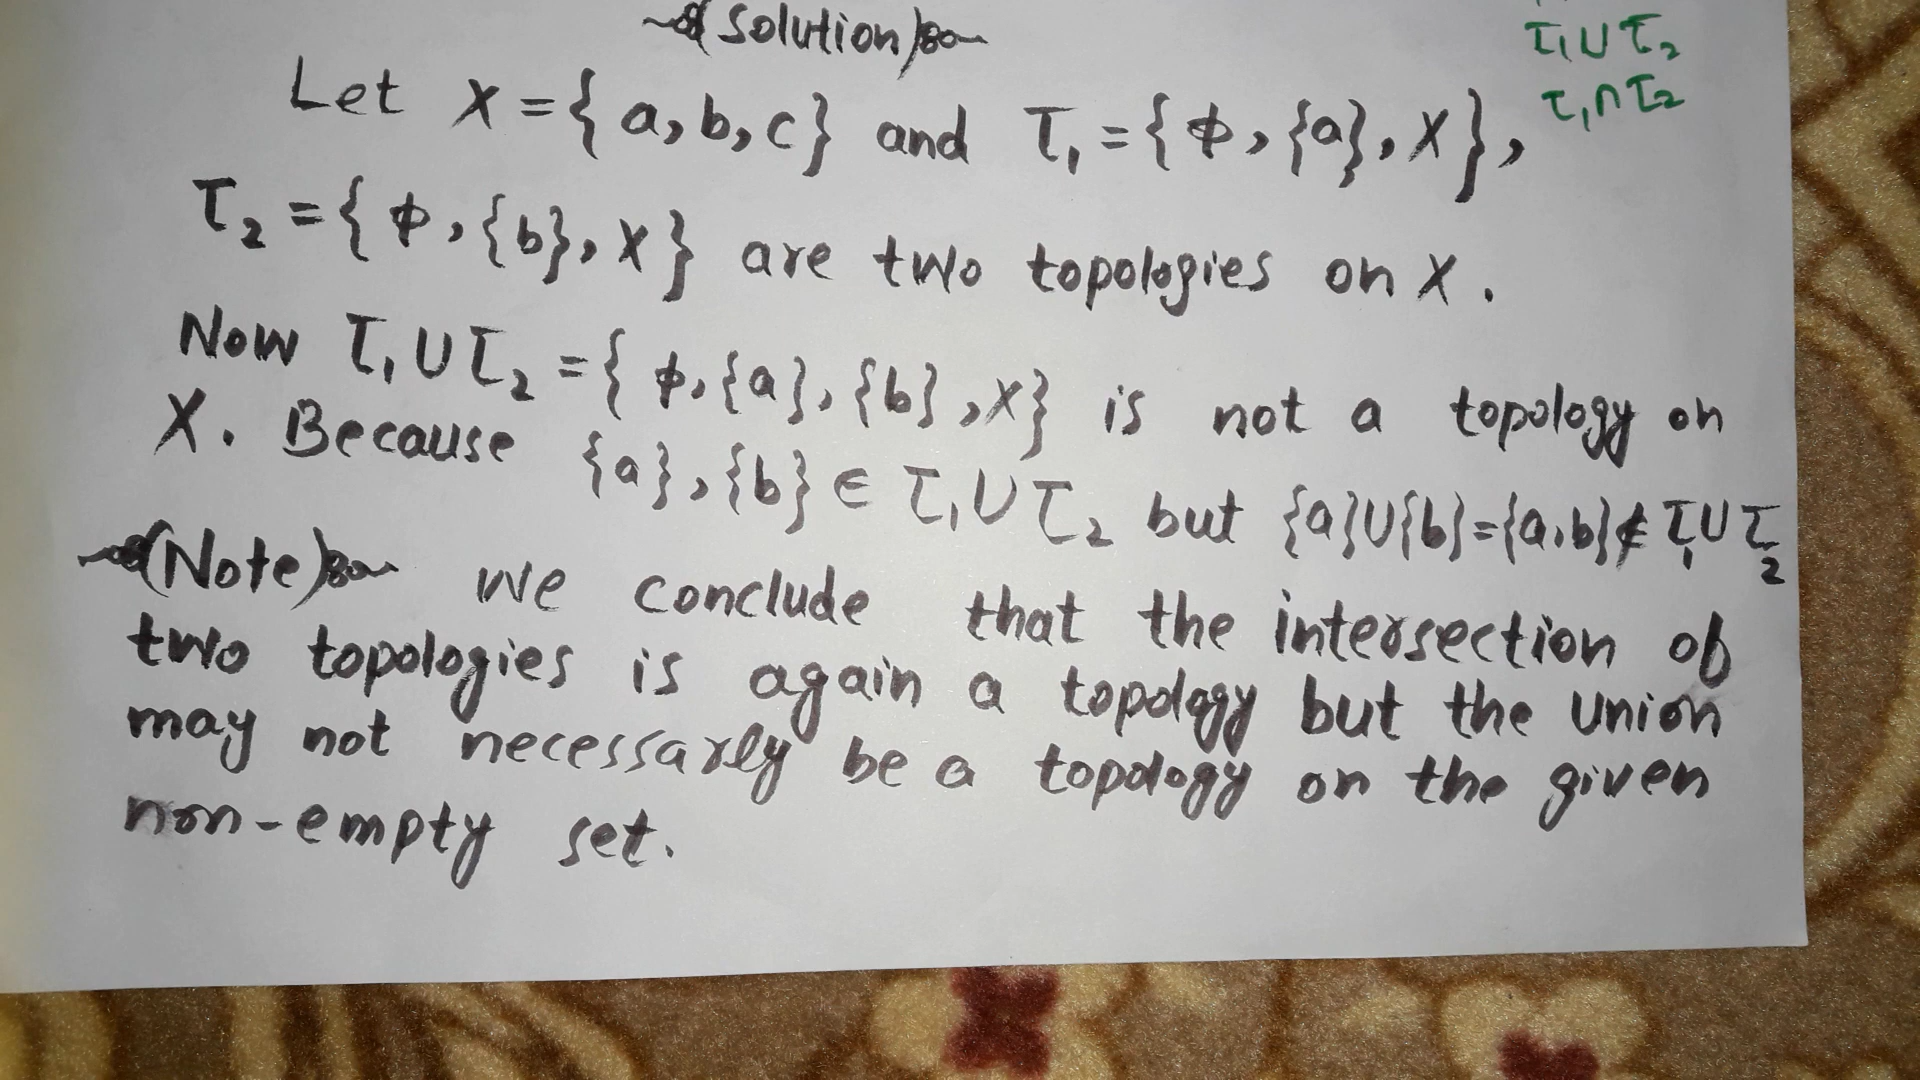 (Solution)
τ₁∪τ₂
τ₁∩τ₂
Let X={a,b,c} and τ₁={ϕ,{a},X},
τ₂={ϕ,{b},X} are two topologies on X.
Now τ₁∪τ₂={ϕ,{a},{b},X} is not a topology on
X. Because {a},{b}∈τ₁∪τ₂ but {a}∪{b}={a,b}∉τ₁∪τ₂
(Note) We conclude that the intersection of
two topologies is again a topology but the union
may not necessarly be a topology on the given
non-empty set.